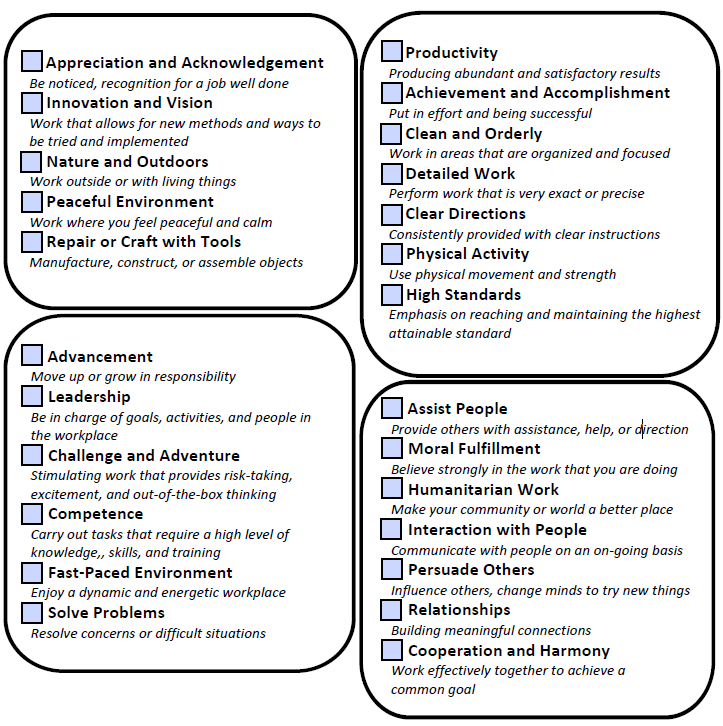 Appreciation and Acknowledgement
Be noticed, recognition for a job well done
Innovation and Vision
Work that allows for new methods and ways to
be tried and implemented
Nature and Outdoors
Work outside or with living things
Peaceful Environment
Work where you feel peaceful and calm
Repair or Craft with Tools
Manufacture, construct, or assemble objects
Productivity
Producing abundant and satisfactory results
Achievement and Accomplishment
Put in effort and being successful
Clean and Orderly
Work in areas that are organized and focused
Detailed Work
Perform work that is very exact or precise
Clear Directions
Consistently provided with clear instructions
Physical Activity
Use physical movement and strength
High Standards
Emphasis on reaching and maintaining the highest
attainable standard
Advancement
Move up or grow in responsibility
Leadership
Be in charge of goals, activities, and people in
the workplace
Challenge and Adventure
Stimulating work that provides risk-taking,
excitement, and out-of-the-box thinking
Competence
Carry out tasks that require a high level of
knowledge,, skills, and training
Fast-Paced Environment
Enjoy a dynamic and energetic workplace
Solve Problems
Resolve concerns or difficult situations
Assist People
Provide others with assistance, help, or direction
Moral Fulfillment
Believe strongly in the work that you are doing
Humanitarian Work
Make your community or world a better place
Interaction with People
Communicate with people on an on-going basis
Persuade Others
Influence others, change minds to try new things
Relationships
Building meaningful connections
Cooperation and Harmony
Work effectively together to achieve a
common goal